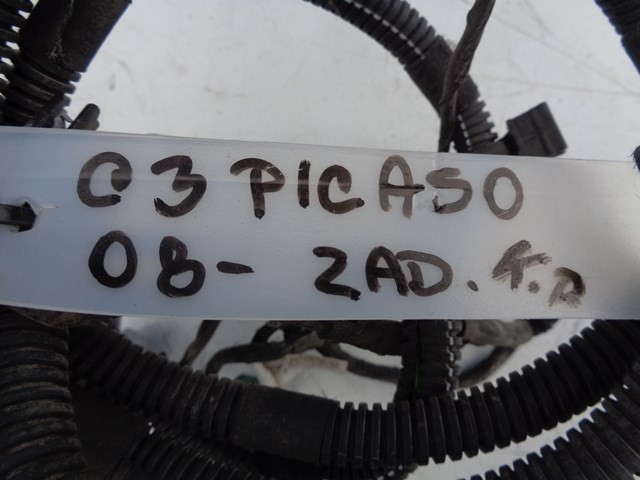 C3 PICASO
08- ZAD. K.P